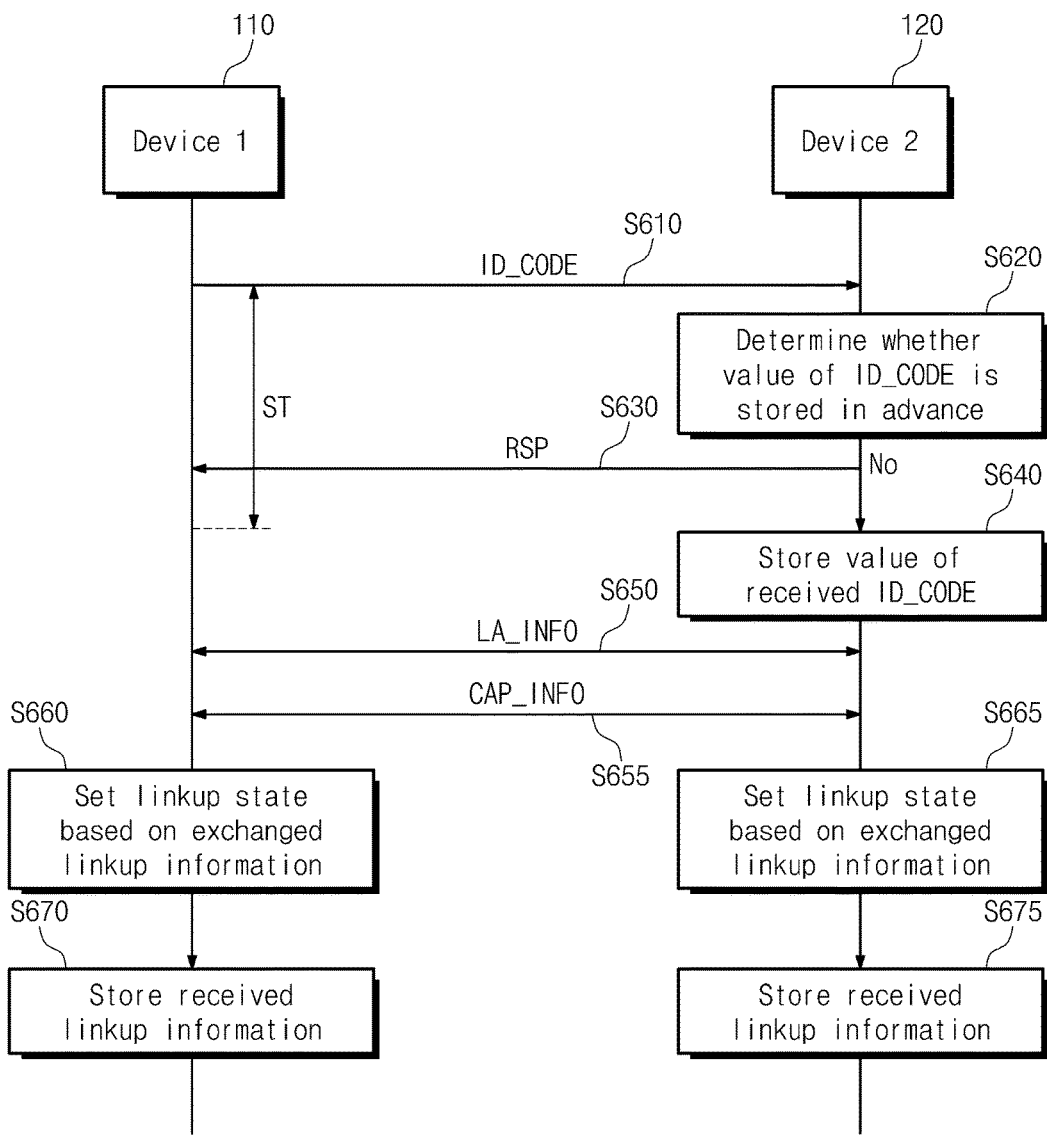 110
120
Device 1
Device 2
S610
ID_CODE
S620
Determine whether
value of ID_CODE is
stored in advance
ST
S630
RSP
No
S640
Store value of
received ID_CODE
S650
LA_INFO
CAP_INFO
S655
S660
S665
Set linkup state
based on exchanged
linkup information
Set linkup state
based on exchanged
linkup information
S670
S675
Store received
linkup information
Store received
linkup information